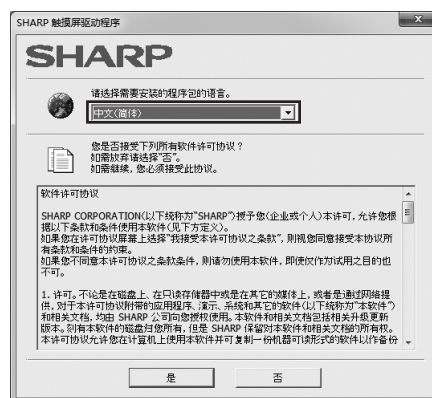 SHARP 触摸屏驱动程序
SHARP
请选择需要安装的程序包的语言。
中文(简体)
您是否接受下列所有软件许可协议？
如需放弃请选择"否"。
如需继续，您必须接受此协议。
软件许可协议
SHARP CORPORATION(以下统称为"SHARP")授予您(企业或个人)本许可，允许您根
据以下条款和条件使用本软件(见下方定义)。
如果您在许可协议屏幕上选择"我接受本许可协议之条款"，则视您同意接受本协议所
有条款和条件的约束。
如果您不同意本许可协议之条款条件，则请勿使用本软件，即使仅作为试用之目的也
不可。
1. 许可。不论是在磁盘上、在只读存储器中或是在其它的媒体上，或者是通过网络提
供，对于本许可协议所附带的应用程序、演示、系统和其它的软件(以下统称为"本软件")
和相关文档，均由 SHARP 公司向您授权使用。本软件和相关文档包括相关升级更新
版本。刻有本软件的磁盘归您所有，但是 SHARP 保留对本软件和相关文档的所有权。
本许可协议允许您在计算机上使用本软件并可复制一份机器可读形式的软件以作备份
是
否